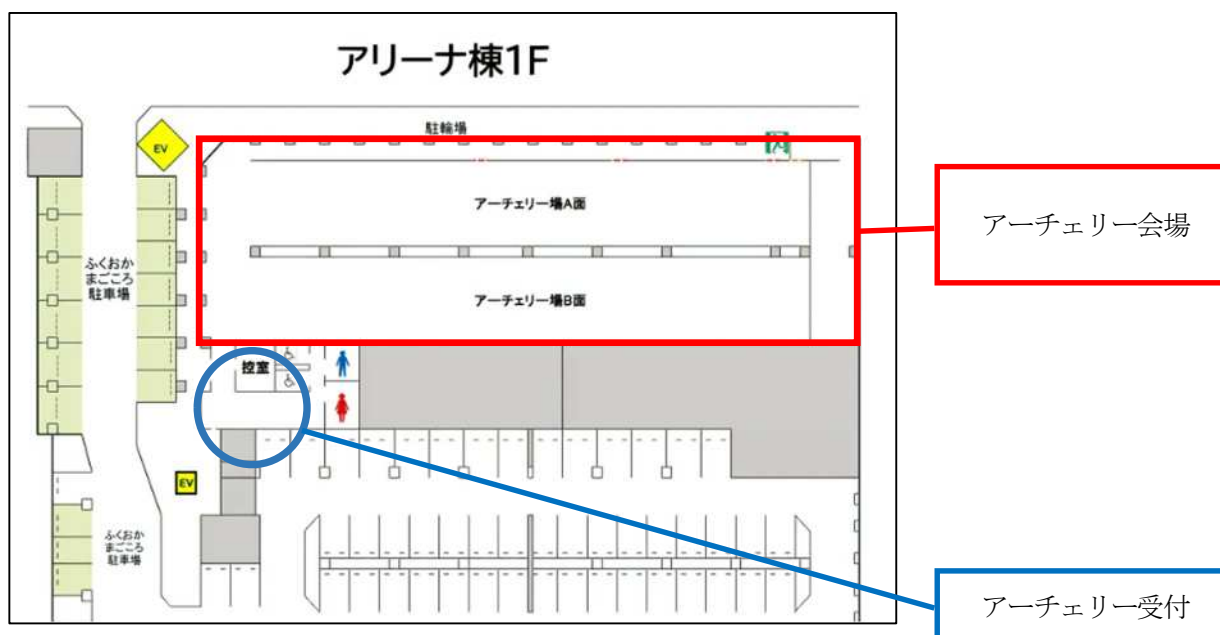 アリーナ棟1F
駐輪場
EV
アーチェリー場A面
アーチェリー会場
ふくおか
まごころ
駐車場
アーチェリー場B面
控室
EV
ふくおか
まごころ
駐車場
アーチェリー受付